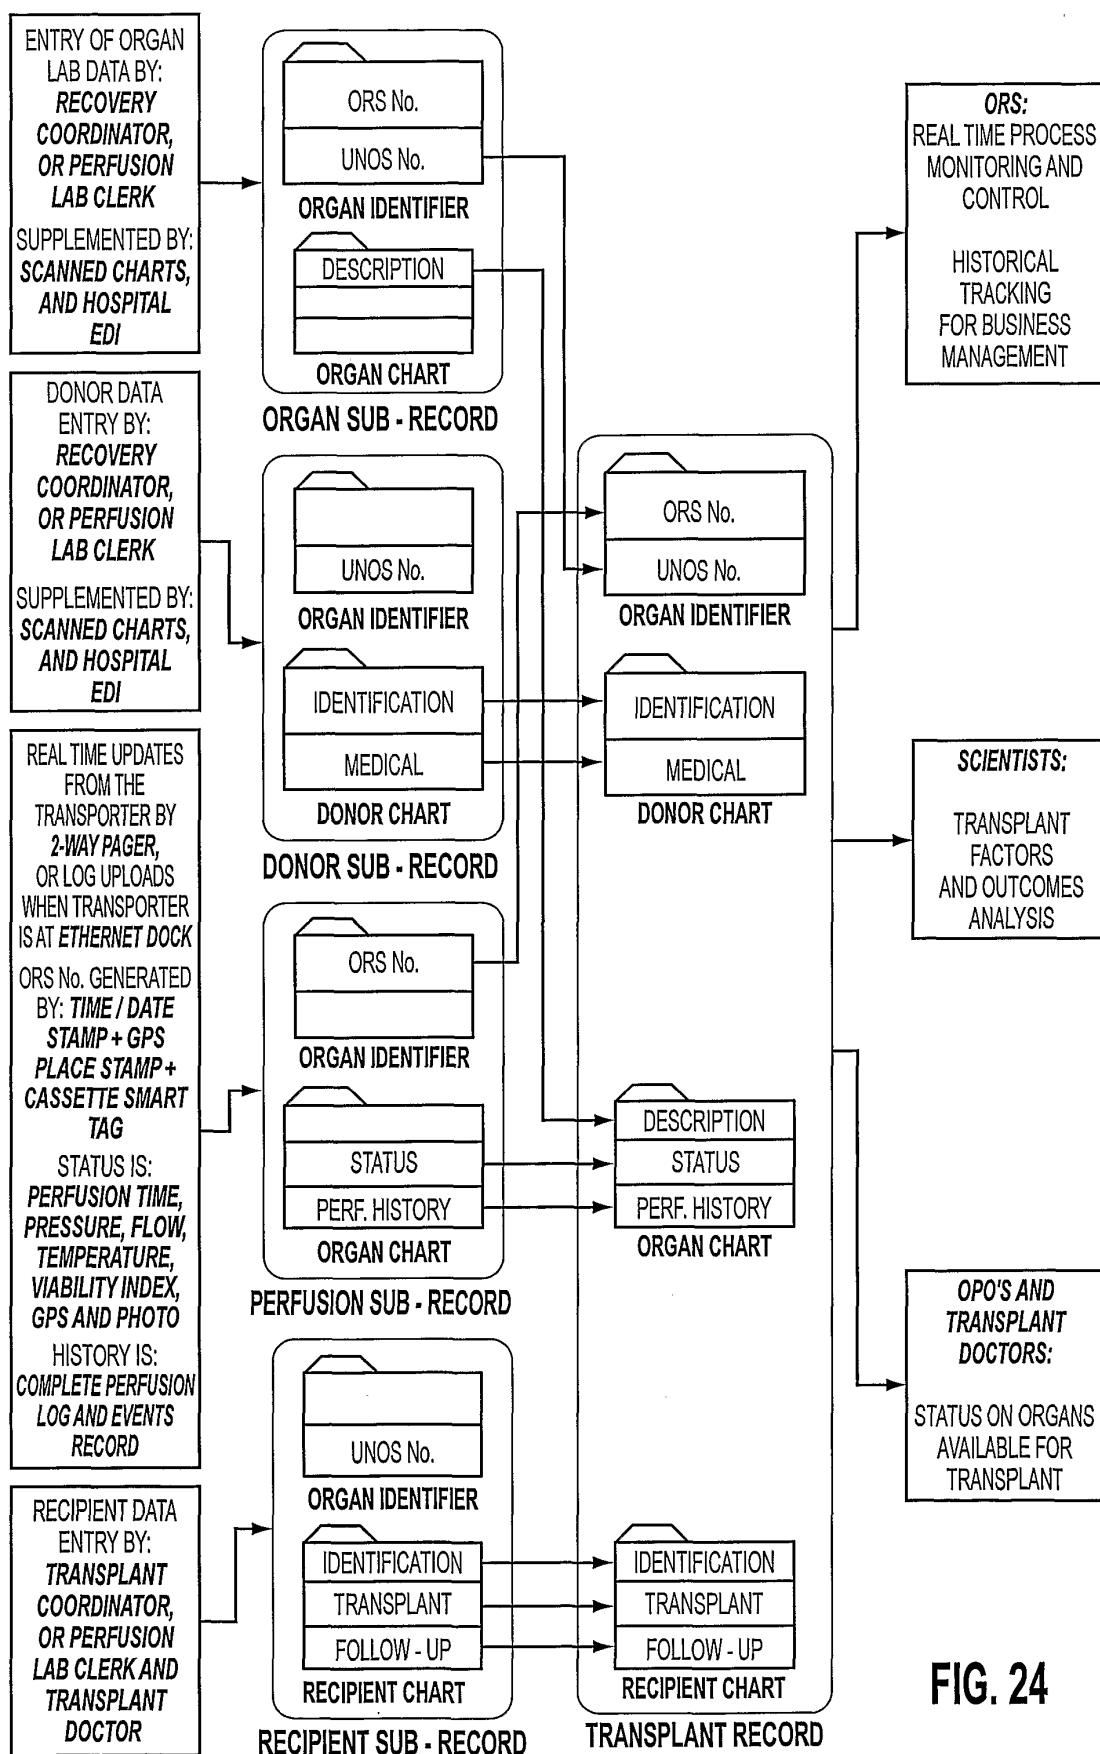 ENTRY OF ORGAN
LAB DATA BY:
RECOVERY
COORDINATOR,
OR PERFUSION
LAB CLERK
SUPPLEMENTED BY:
SCANNED CHARTS,
AND HOSPITAL
EDI
DONOR DATA
ENTRY BY:
RECOVERY
COORDINATOR,
OR PERFUSION
LAB CLERK
SUPPLEMENTED BY:
SCANNED CHARTS,
AND HOSPITAL
EDI
REAL TIME UPDATES
FROM THE
TRANSPORTER BY
2-WAY PAGER,
OR LOG UPLOADS
WHEN TRANSPORTER
IS AT ETHERNET DOCK
ORS No. GENERATED
BY: TIME / DATE
STAMP + GPS
PLACE STAMP +
CASSETTE SMART
TAG
STATUS IS:
PERFUSION TIME,
PRESSURE, FLOW,
TEMPERATURE,
VIABILITY INDEX,
GPS AND PHOTO
HISTORY IS:
COMPLETE PERFUSION
LOG AND EVENTS
RECORD
RECIPIENT DATA
ENTRY BY:
TRANSPLANT
COORDINATOR,
OR PERFUSION
LAB CLERK AND
TRANSPLANT
DOCTOR
ORS No.
UNOS No.
ORGAN IDENTIFIER
DESCRIPTION
ORGAN CHART
ORGAN SUB - RECORD
UNOS No.
ORGAN IDENTIFIER
IDENTIFICATION
MEDICAL
DONOR CHART
DONOR SUB - RECORD
ORS No.
ORGAN IDENTIFIER
STATUS
PERF. HISTORY
ORGAN CHART
PERFUSION SUB - RECORD
UNOS No.
ORGAN IDENTIFIER
IDENTIFICATION
TRANSPLANT
FOLLOW - UP
RECIPIENT CHART
RECIPIENT SUB - RECORD
ORS No.
UNOS No.
ORGAN IDENTIFIER
IDENTIFICATION
MEDICAL
DONOR CHART
DESCRIPTION
STATUS
PERF. HISTORY
ORGAN CHART
IDENTIFICATION
TRANSPLANT
FOLLOW - UP
RECIPIENT CHART
TRANSPLANT RECORD
ORS:
REAL TIME PROCESS
MONITORING AND
CONTROL
HISTORICAL
TRACKING
FOR BUSINESS
MANAGEMENT
SCIENTISTS:
TRANSPLANT
FACTORS
AND OUTCOMES
ANALYSIS
OPO'S AND
TRANSPLANT
DOCTORS:
STATUS ON ORGANS
AVAILABLE FOR
TRANSPLANT
FIG. 24